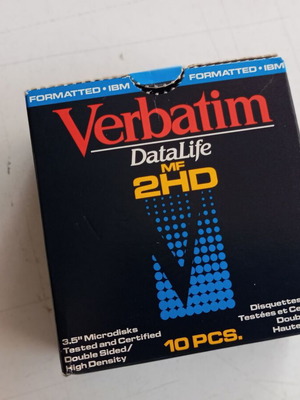 FORMATTED • IBM
FORMATTED • IBM
Verbatim
DataLife
MF
2HD
3.5" Microdisks
Tested and Certified
Double Sided/
High Density
10 PCS.
Disquettes
Testées et Ce
Doub
Haute